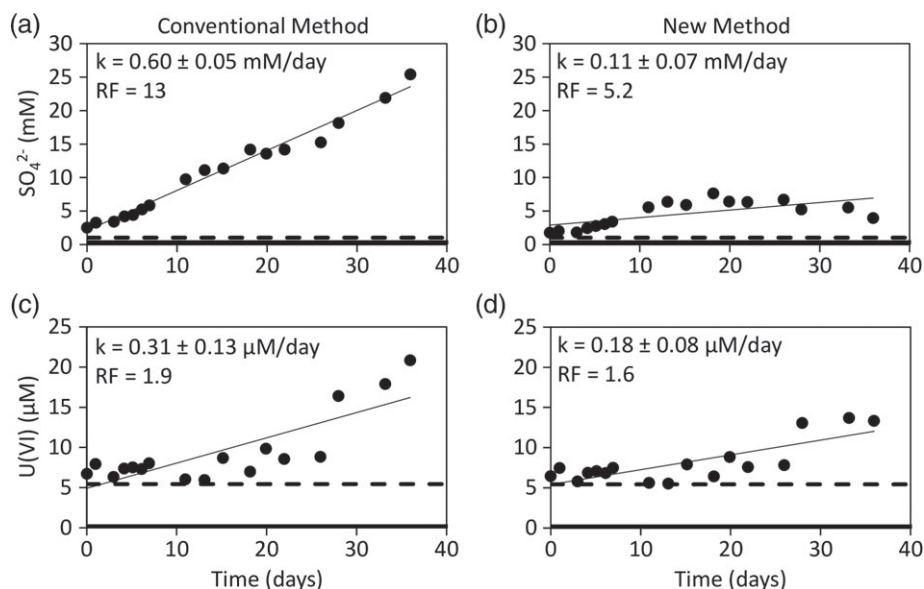 (a) Conventional Method
k = 0.60 ± 0.05 mM/day
RF = 13
SO₄²⁻ (mM)
30
25
20
15
10
5
0
0 10 20 30 40
(b) New Method
k = 0.11 ± 0.07 mM/day
RF = 5.2
30
25
20
15
10
5
0
0 10 20 30 40
(c)
k = 0.31 ± 0.13 µM/day
RF = 1.9
U(VI) (µM)
25
20
15
10
5
0
0 10 20 30 40
Time (days)
(d)
k = 0.18 ± 0.08 µM/day
RF = 1.6
25
20
15
10
5
0
0 10 20 30 40
Time (days)